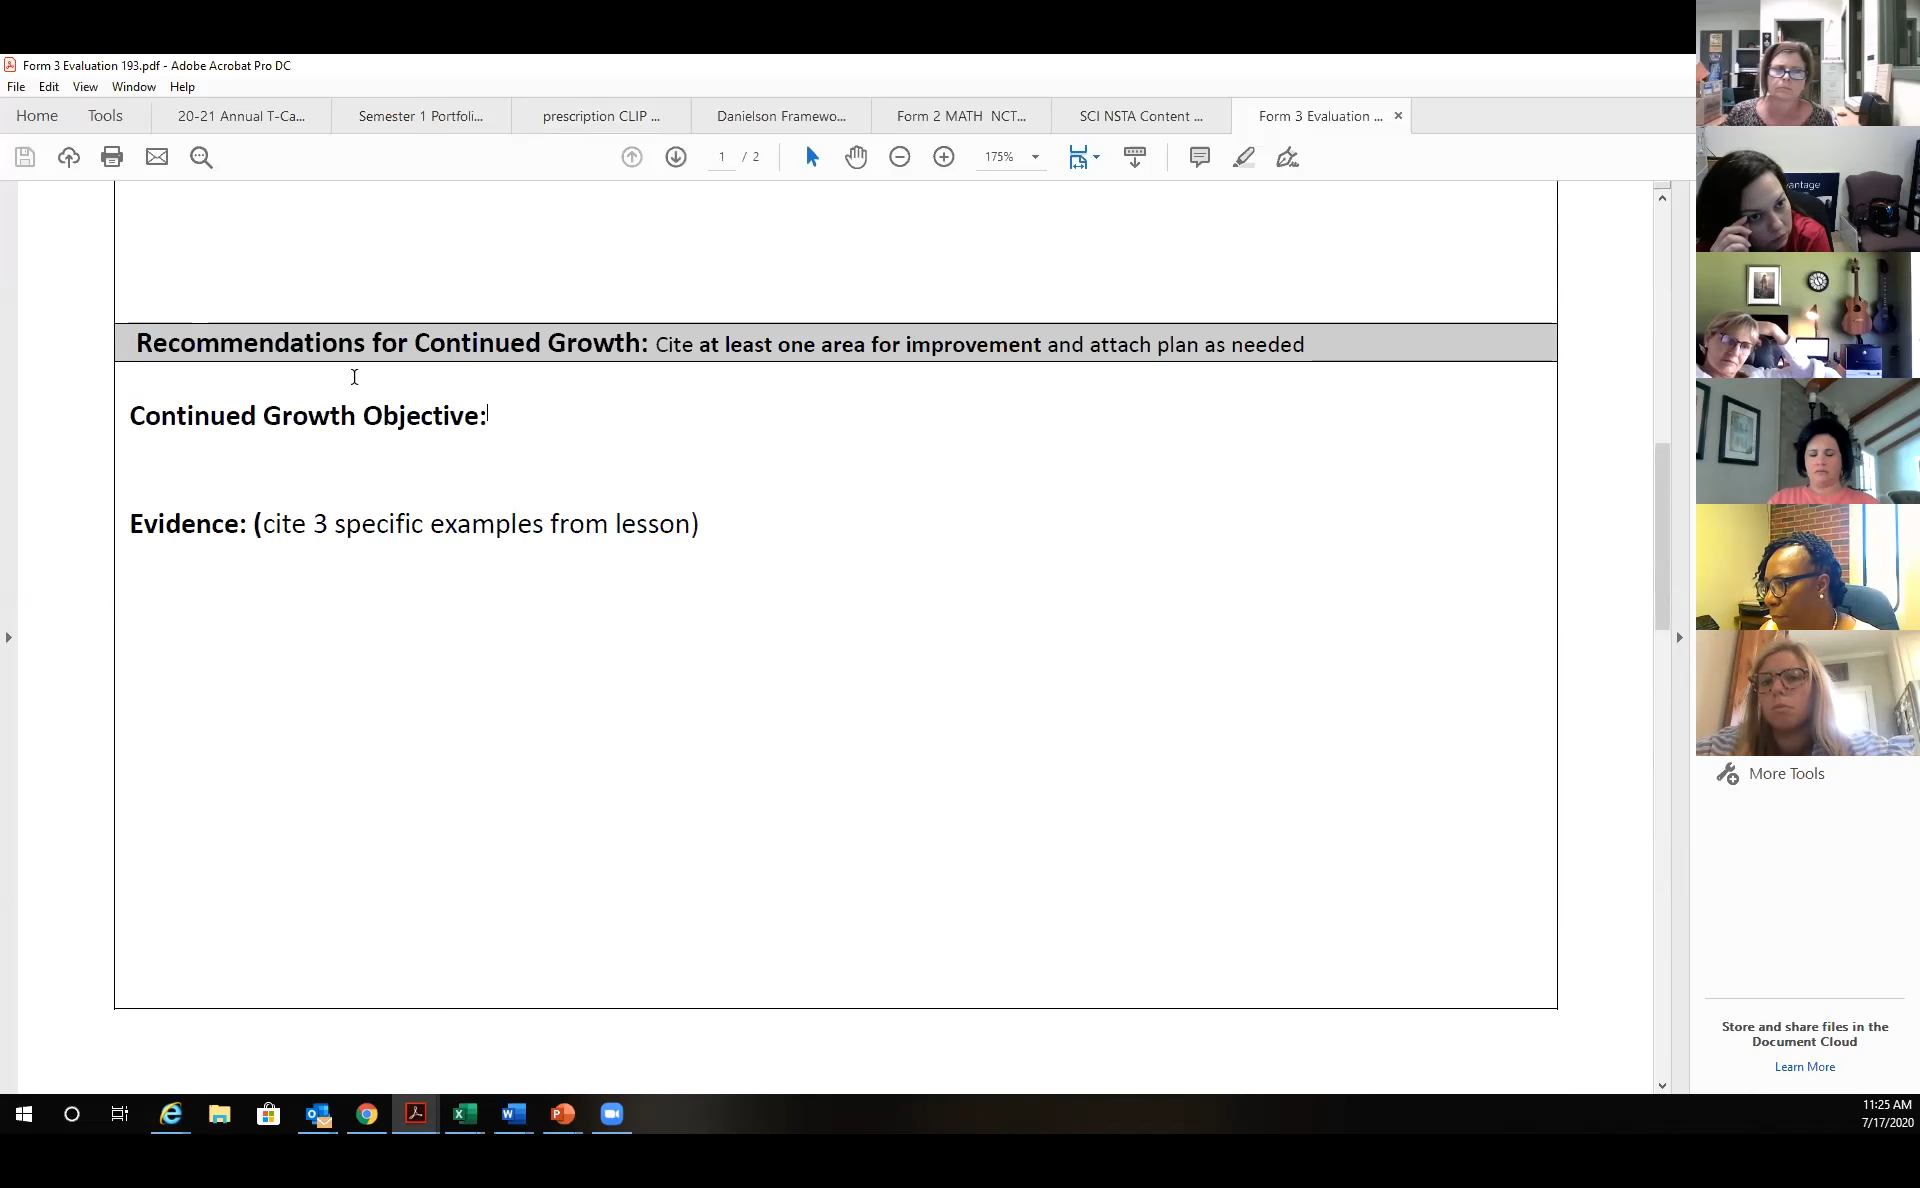 Form 3 Evaluation 193.pdf - Adobe Acrobat Pro DC
File Edit View Window Help
Home Tools 20-21 Annual T-Ca... Semester 1 Portfoli... prescription CLIP ... Danielson Framewo... Form 2 MATH NCT... SCI NSTA Content ... Form 3 Evaluation ... ×
1 / 2 175%
Recommendations for Continued Growth: Cite at least one area for improvement and attach plan as needed
Continued Growth Objective:
Evidence: (cite 3 specific examples from lesson)
vantage
More Tools
Store and share files in the
Document Cloud
Learn More
11:25 AM
7/17/2020